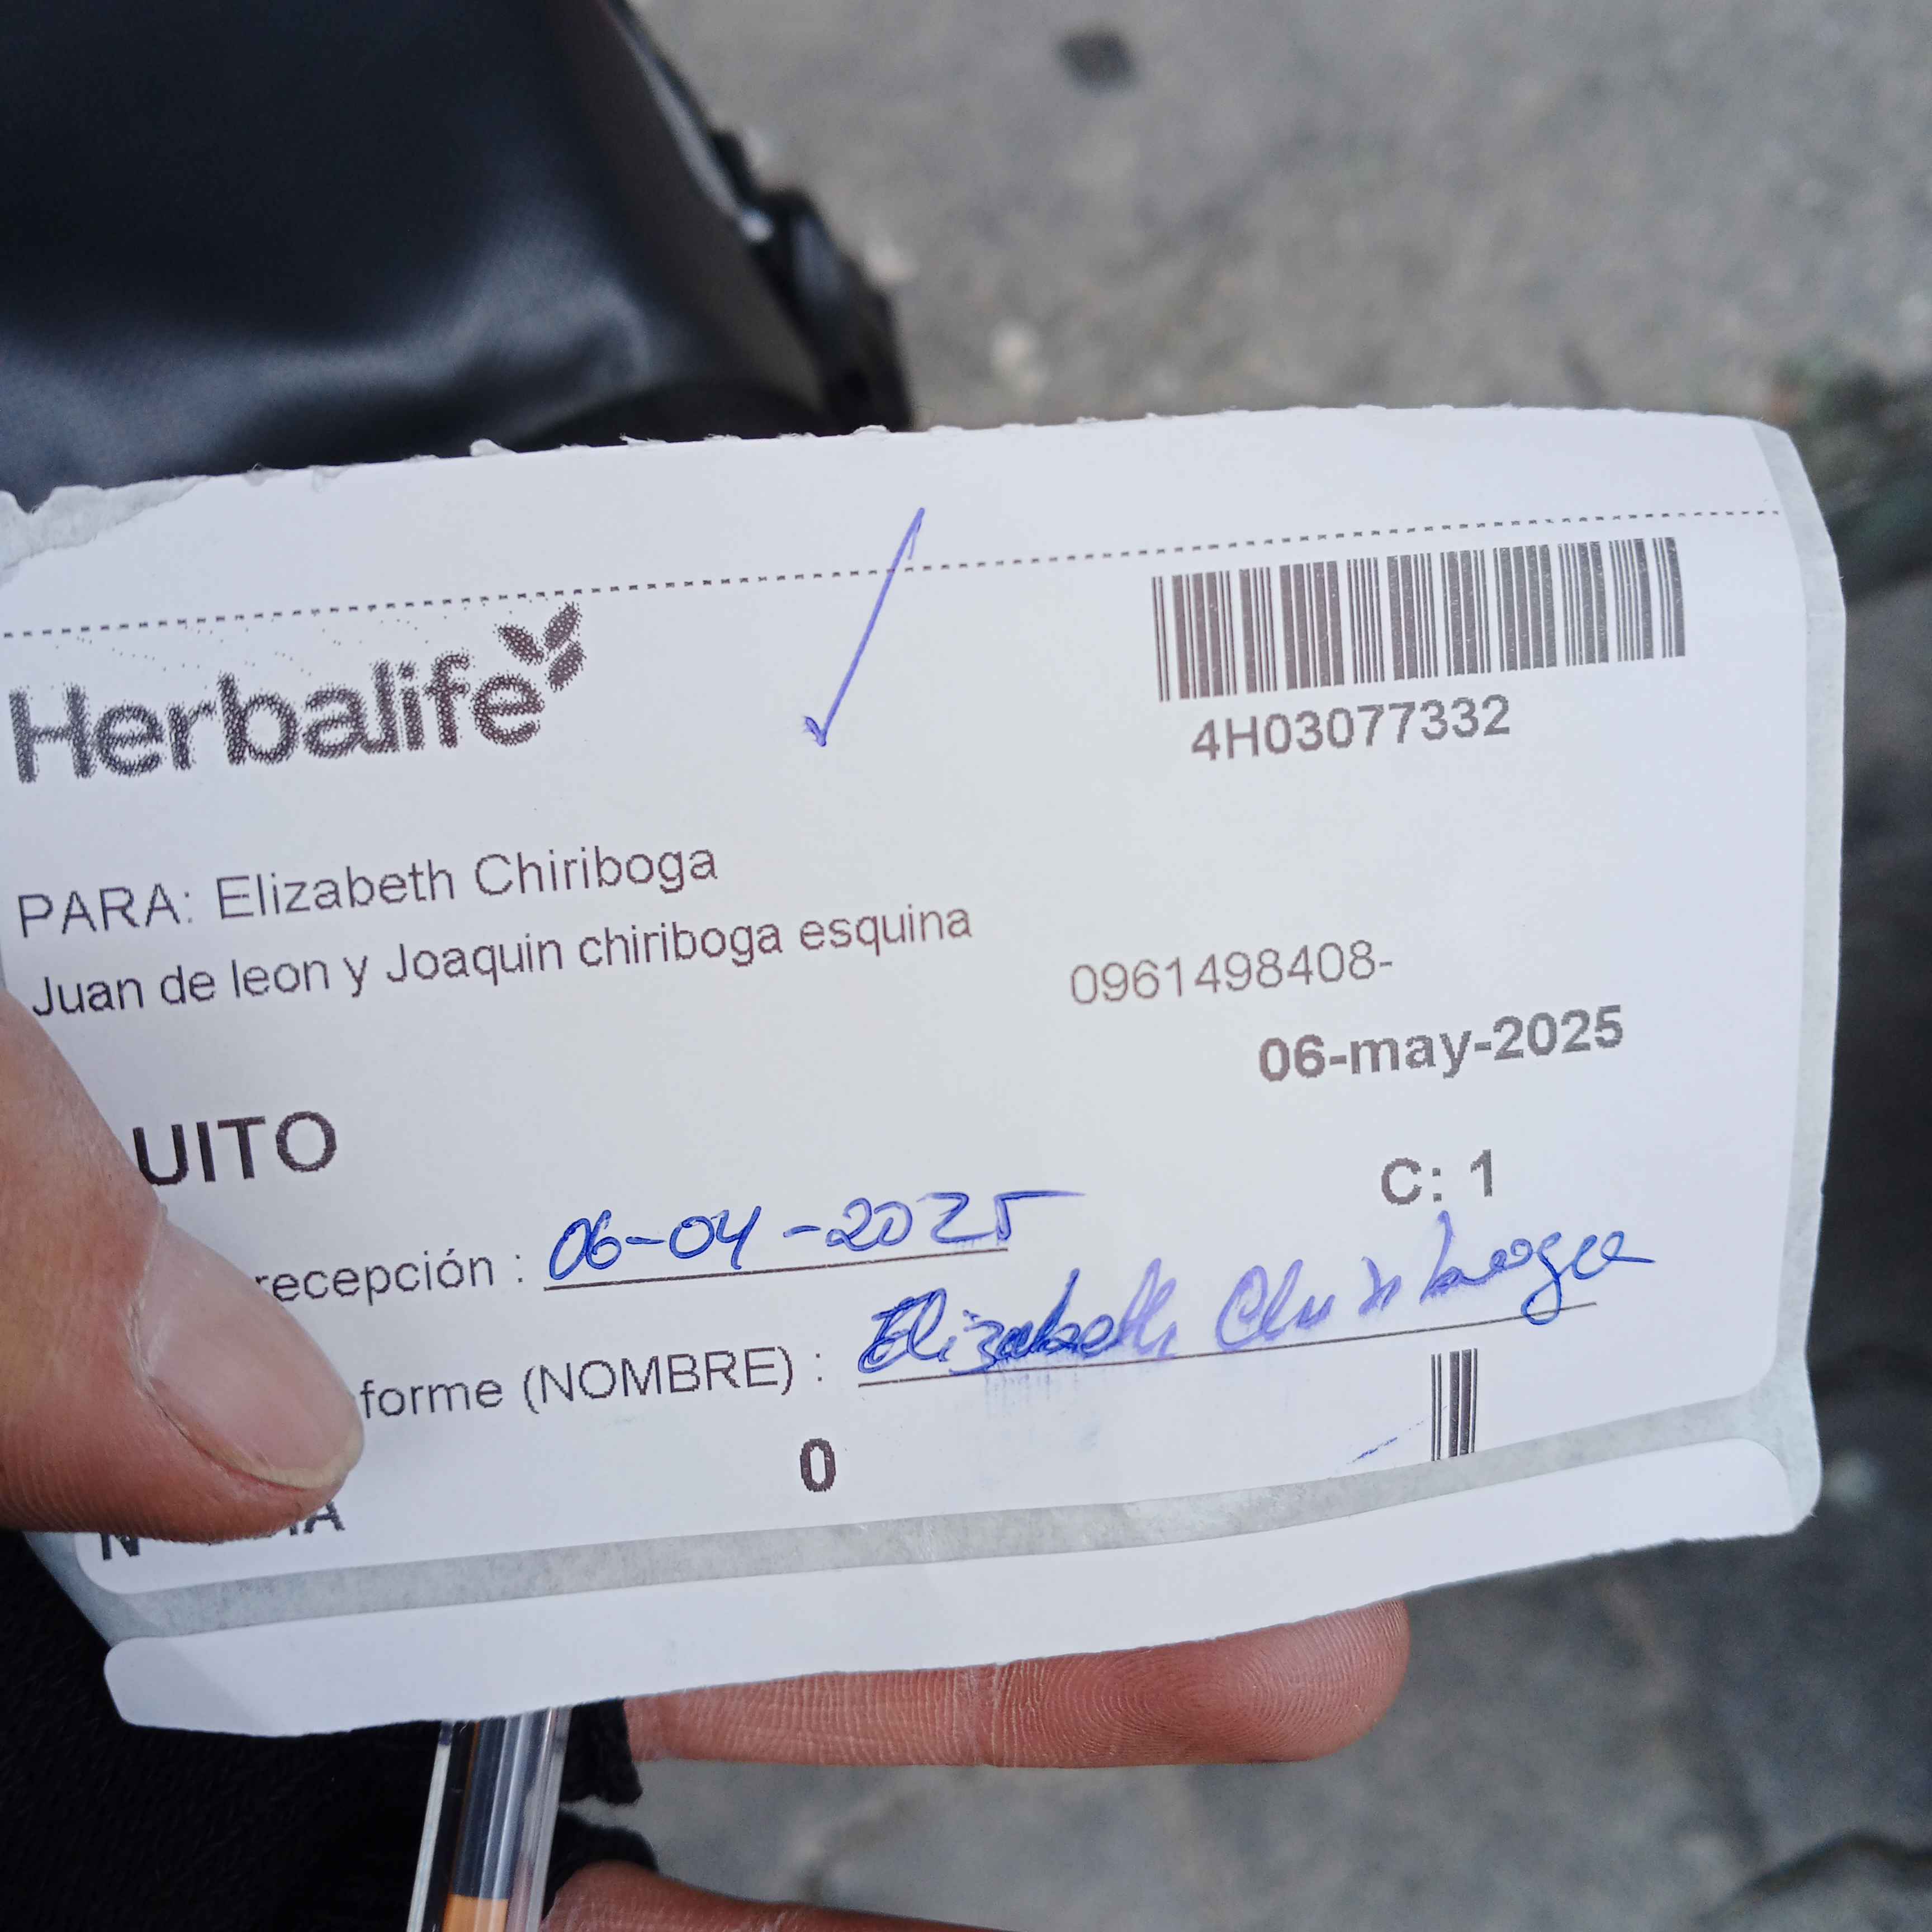 Herbalife
4H03077332
PARA: Elizabeth Chiriboga
Juan de leon y Joaquin chiriboga esquina
0961498408-
06-may-2025
UITO
C: 1
recepción : 06-04-2025
forme (NOMBRE) : Elizabeth Chiriboga
0